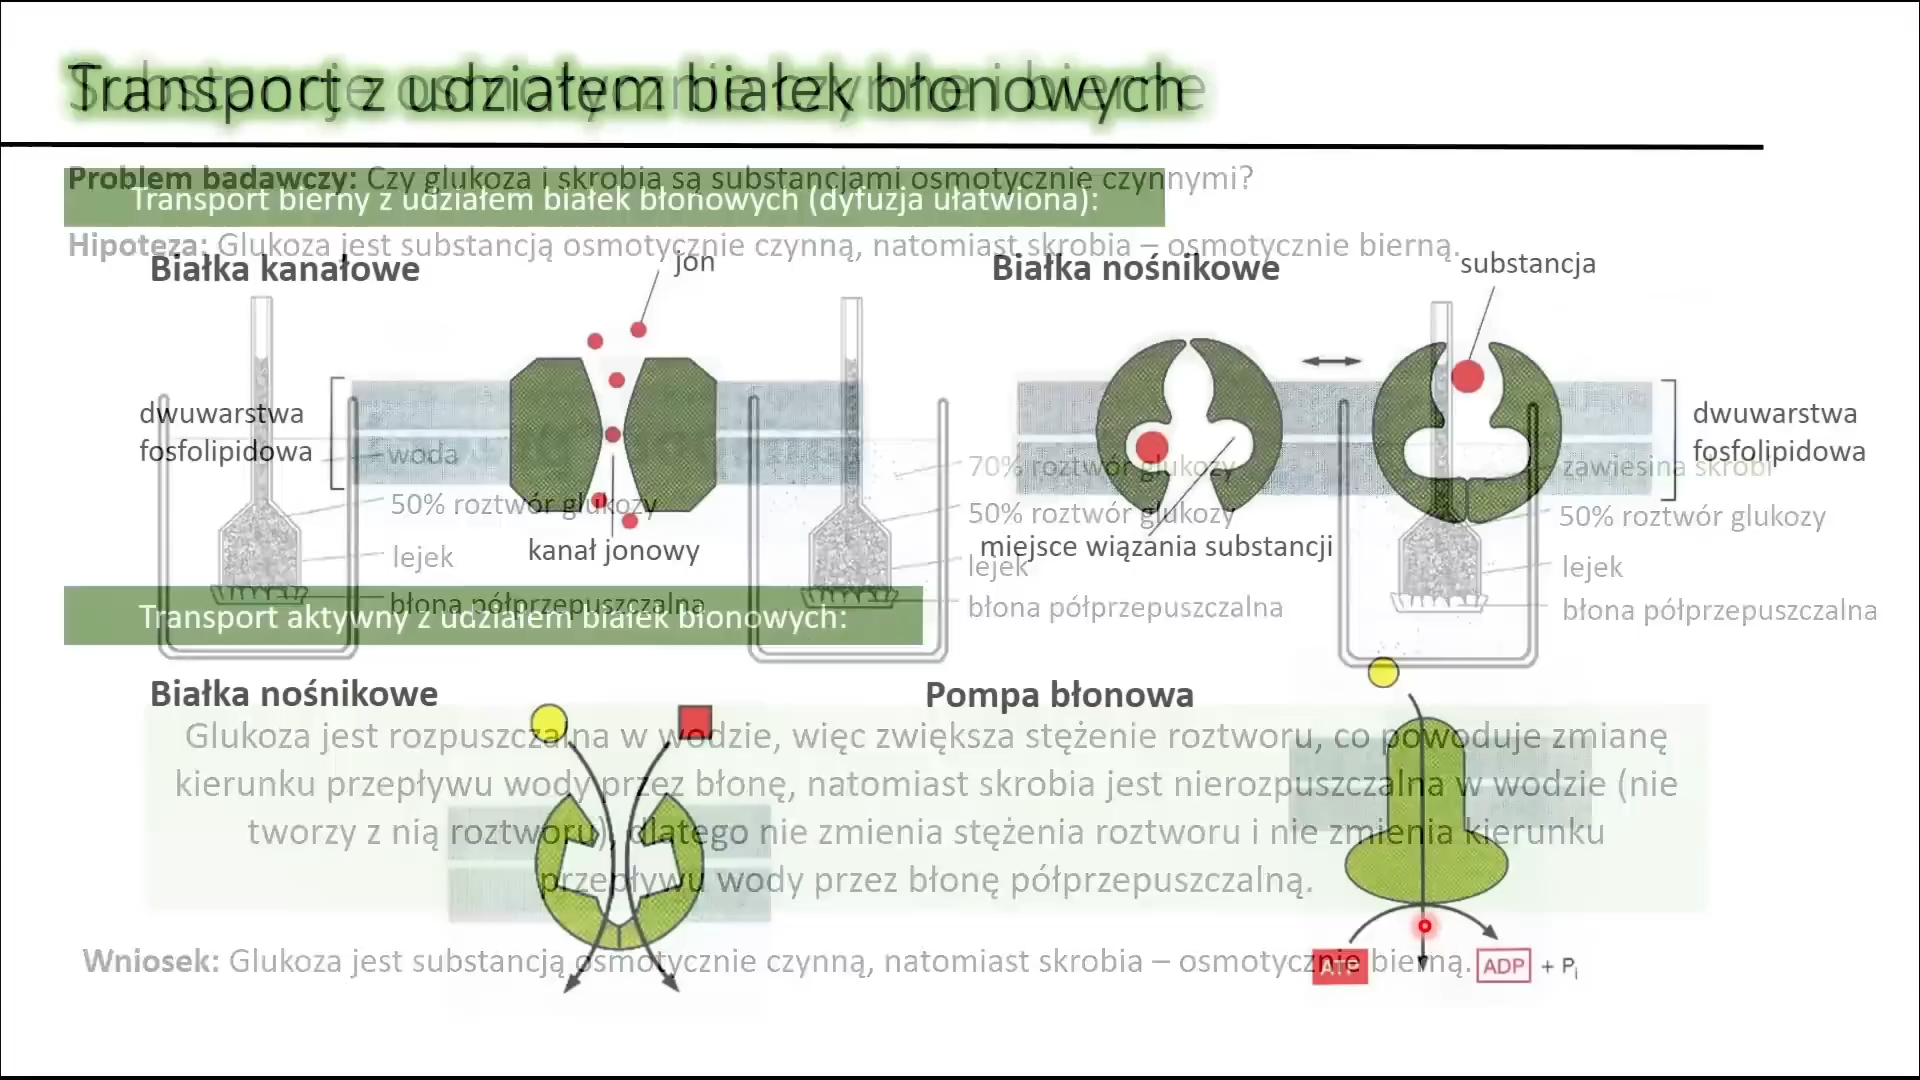 Transport z udziałem białek błonowych
Substancje osmotycznie czynne i bierne
Problem badawczy: Czy glukoza i skrobia są substancjami osmotycznie czynnymi?
Transport bierny z udziałem białek błonowych (dyfuzja ułatwiona):
Hipoteza: Glukoza jest substancją osmotycznie czynną, natomiast skrobia – osmotycznie bierną.
Białka kanałowe
jon
Białka nośnikowe
substancja
dwuwarstwa
fosfolipidowa
woda
50% roztwór glukozy
lejek
błona półprzepuszczalna
kanał jonowy
70% roztwór glukozy
50% roztwór glukozy
miejsce wiązania substancji
lejek
błona półprzepuszczalna
dwuwarstwa
fosfolipidowa
zawiesina skrobi
50% roztwór glukozy
lejek
błona półprzepuszczalna
Transport aktywny z udziałem białek błonowych:
Białka nośnikowe
Pompa błonowa
Glukoza jest rozpuszczalna w wodzie, więc zwiększa stężenie roztworu, co powoduje zmianę
kierunku przepływu wody przez błonę, natomiast skrobia jest nierozpuszczalna w wodzie (nie
tworzy z nią roztworu), dlatego nie zmienia stężenia roztworu i nie zmienia kierunku
przepływu wody przez błonę półprzepuszczalną.
Wniosek: Glukoza jest substancją osmotycznie czynną, natomiast skrobia – osmotycznie bierną.
ATP
ADP + Pi